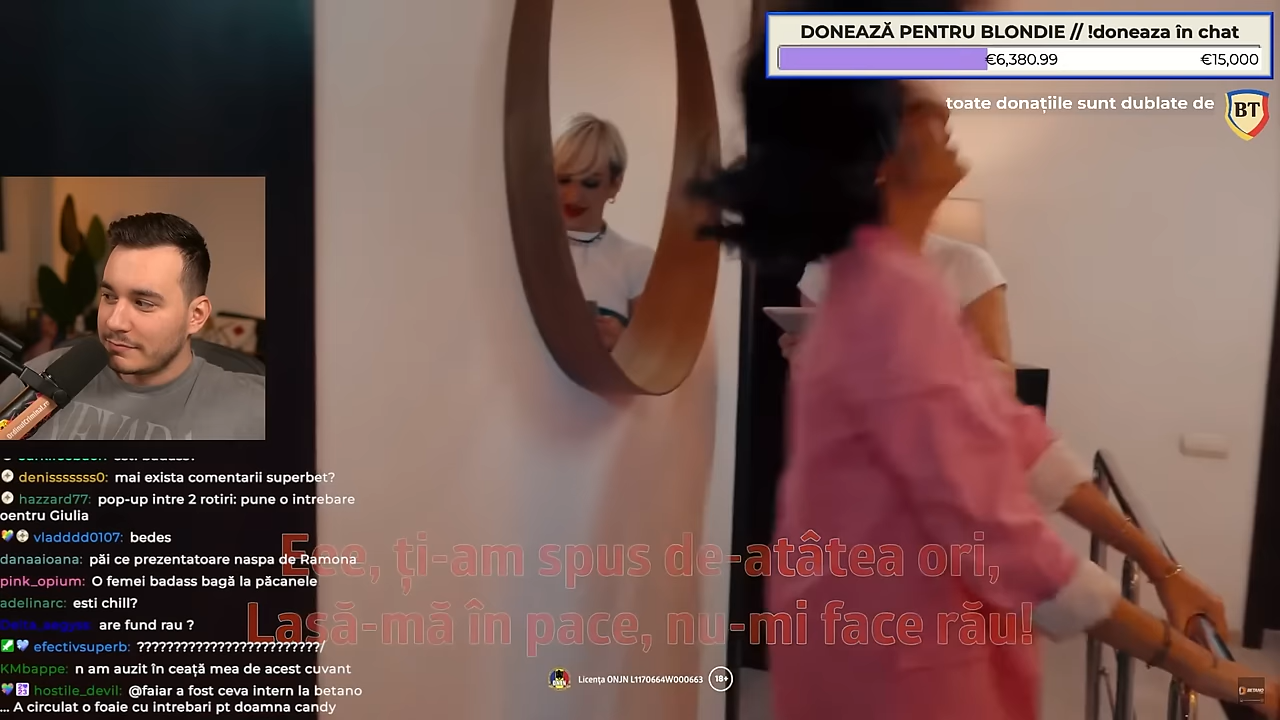 DONEAZĂ PENTRU BLONDIE // !doneaza în chat
€6,380.99
€15,000
toate donațiile sunt dublate de
BT
denisssssss0: mai exista comentarii superbet?
hazzard77: pop-up intre 2 rotiri: pune o intrebare
oentru Giulia
vladddd0107: bedes
danaaioana: păi ce prezentatoare naspa de Ramona
pink_opium: O femei badass bagă la păcănele
adelinarc: esti chill?
are fund rau ?
efectivsuperb: ?????????????????????????/
KMbappe: n am auzit în ceață mea de acest cuvant
hostile_devil: @faiar a fost ceva intern la betano
... A circulat o foaie cu intrebari pt doamna candy
Eee, ți-am spus de-atâtea ori,
Lasă-mă în pace, nu-mi face rău!
Licența ONJN L1170664W000663
18+
BETANO
NEVADA